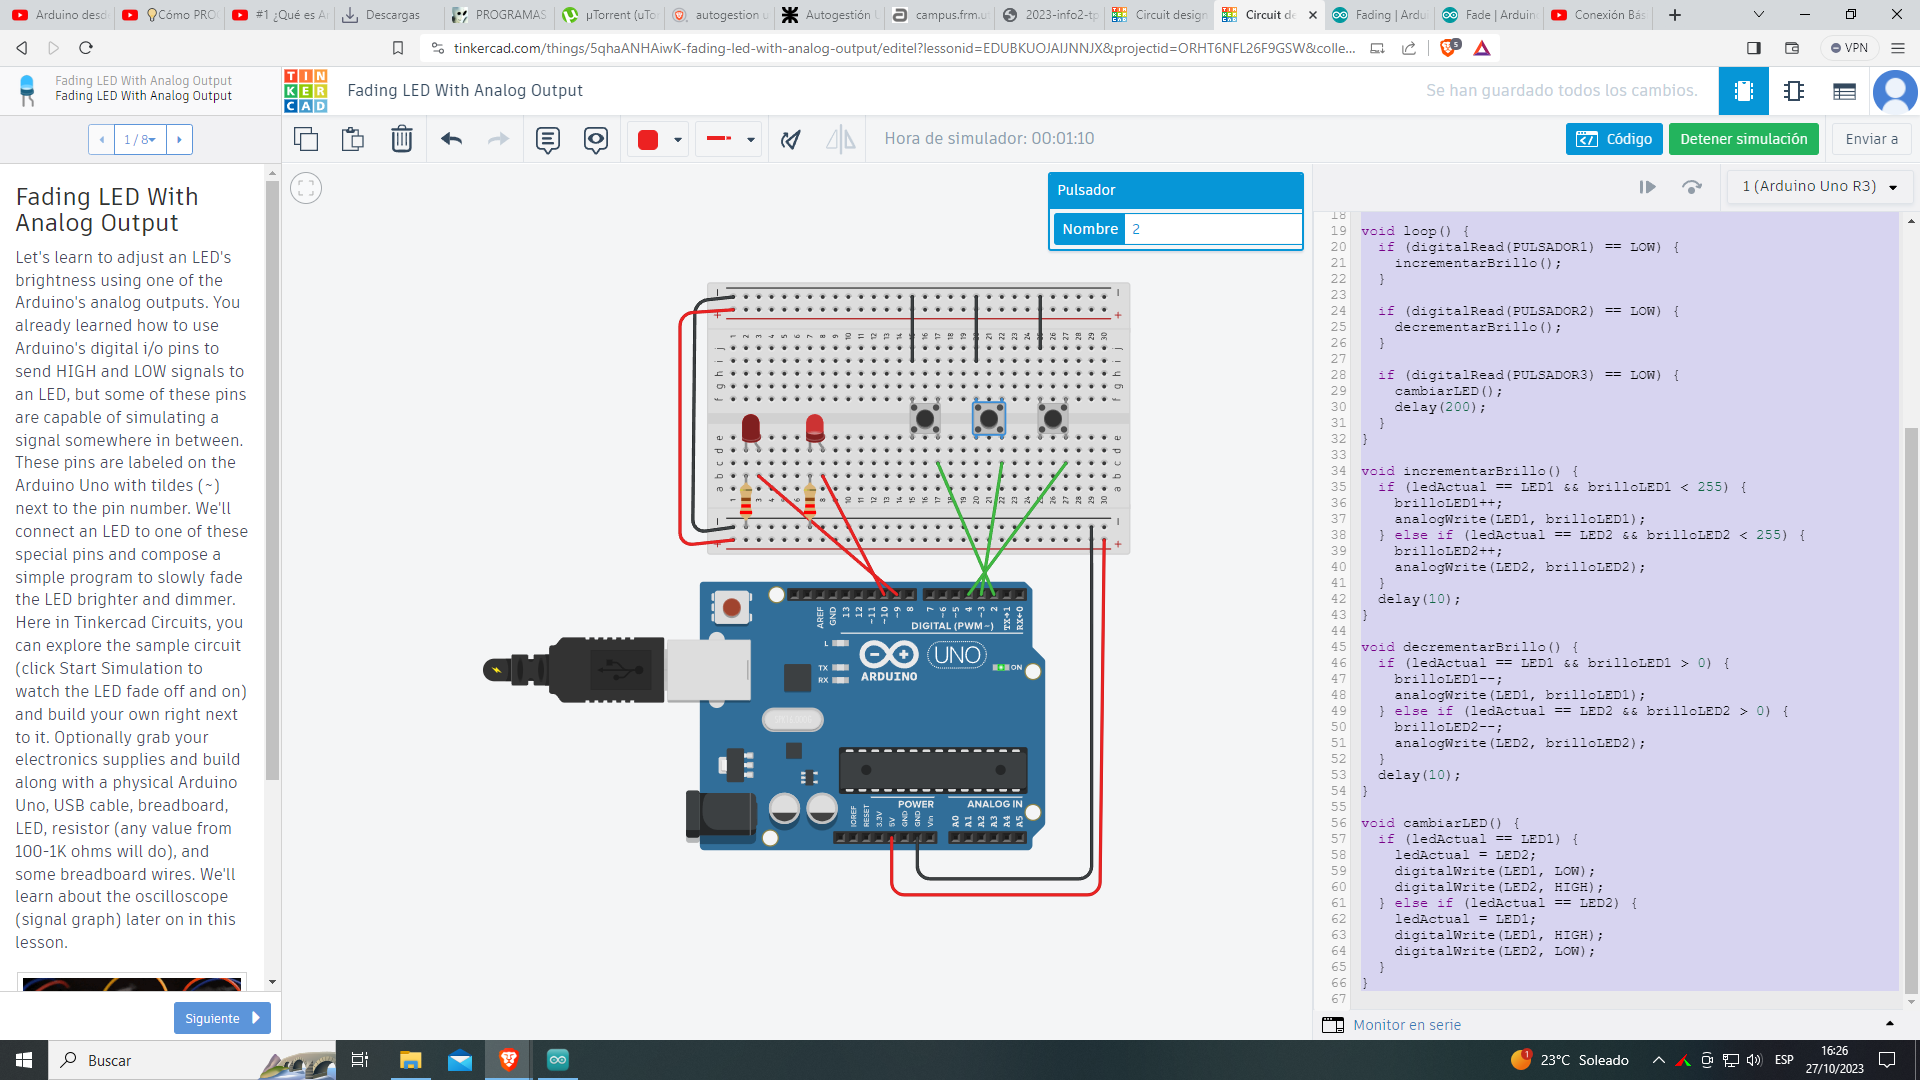 Arduino desd
¿Cómo PRO
#1 ¿Qué es A
Descargas
PROGRAMAS
µTorrent (uTo
autogestion u
Autogestión U
campus.frm.u
2023-info2-tp
Circuit design
Circuit de
Fading | Ardu
Fade | Arduin
Conexión Bás
tinkercad.com/things/5qhaANHAiwK-fading-led-with-analog-output/editel?lessonid=EDUBKUOJAIJNNJX&projectid=ORHT6NFL26F9GSW&colle...
5
VPN
Fading LED With Analog Output
Fading LED With Analog Output
TINKERCAD
Fading LED With Analog Output
Se han guardado todos los cambios.
1 / 8
Hora de simulador: 00:01:10
Código
Detener simulación
Enviar a
1 (Arduino Uno R3)
Fading LED With
Analog Output
Let's learn to adjust an LED's
brightness using one of the
Arduino's analog outputs. You
already learned how to use
Arduino's digital i/o pins to
send HIGH and LOW signals to
an LED, but some of these pins
are capable of simulating a
signal somewhere in between.
These pins are labeled on the
Arduino Uno with tildes (~)
next to the pin number. We'll
connect an LED to one of these
special pins and compose a
simple program to slowly fade
the LED brighter and dimmer.
Here in Tinkercad Circuits, you
can explore the sample circuit
(click Start Simulation to
watch the LED fade off and on)
and build your own right next
to it. Optionally grab your
electronics supplies and build
along with a physical Arduino
Uno, USB cable, breadboard,
LED, resistor (any value from
100-1K ohms will do), and
some breadboard wires. We'll
learn about the oscilloscope
(signal graph) later on in this
lesson.
Siguiente
Pulsador
Nombre 2
AREF
GND
13
12
~11
~10
~9
8
7
~6
~5
4
~3
2
TX→1
RX←0
DIGITAL (PWM~)
L
TX
RX
UNO
ARDUINO
ON
POWER
ANALOG IN
IOREF
RESET
3.3V
5V
GND
GND
Vin
A0
A1
A2
A3
A4
A5
18
19 void loop() {
20 if (digitalRead(PULSADOR1) == LOW) {
21 incrementarBrillo();
22 }
23
24 if (digitalRead(PULSADOR2) == LOW) {
25 decrementarBrillo();
26 }
27
28 if (digitalRead(PULSADOR3) == LOW) {
29 cambiarLED();
30 delay(200);
31 }
32 }
33
34 void incrementarBrillo() {
35 if (ledActual == LED1 && brilloLED1 < 255) {
36 brilloLED1++;
37 analogWrite(LED1, brilloLED1);
38 } else if (ledActual == LED2 && brilloLED2 < 255) {
39 brilloLED2++;
40 analogWrite(LED2, brilloLED2);
41 }
42 delay(10);
43 }
44
45 void decrementarBrillo() {
46 if (ledActual == LED1 && brilloLED1 > 0) {
47 brilloLED1--;
48 analogWrite(LED1, brilloLED1);
49 } else if (ledActual == LED2 && brilloLED2 > 0) {
50 brilloLED2--;
51 analogWrite(LED2, brilloLED2);
52 }
53 delay(10);
54 }
55
56 void cambiarLED() {
57 if (ledActual == LED1) {
58 ledActual = LED2;
59 digitalWrite(LED1, LOW);
60 digitalWrite(LED2, HIGH);
61 } else if (ledActual == LED2) {
62 ledActual = LED1;
63 digitalWrite(LED1, HIGH);
64 digitalWrite(LED2, LOW);
65 }
66 }
67
Monitor en serie
Buscar
1
23°C Soleado
ESP
16:26
27/10/2023